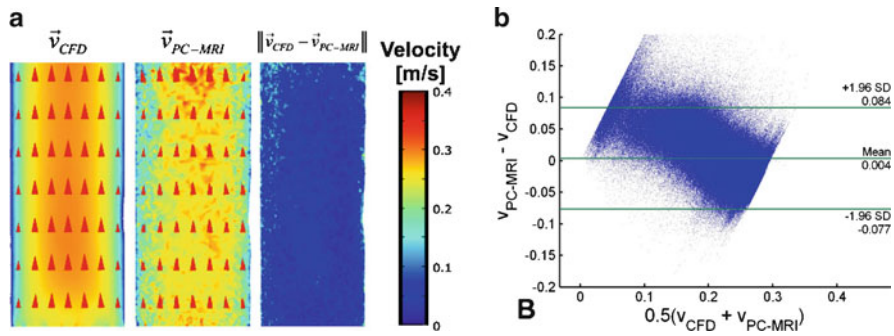 a
v⃗CFD
v⃗PC-MRI
‖v⃗CFD − v⃗PC-MRI‖
Velocity
[m/s]
0.4
0.3
0.2
0.1
0
b
0.2
0.15
0.1
0.05
0
-0.05
-0.1
-0.15
-0.2
vPC-MRI - vCFD
+1.96 SD
0.084
Mean
0.004
-1.96 SD
-0.077
0
0.1
0.2
0.3
0.4
B
0.5(vCFD + vPC-MRI)